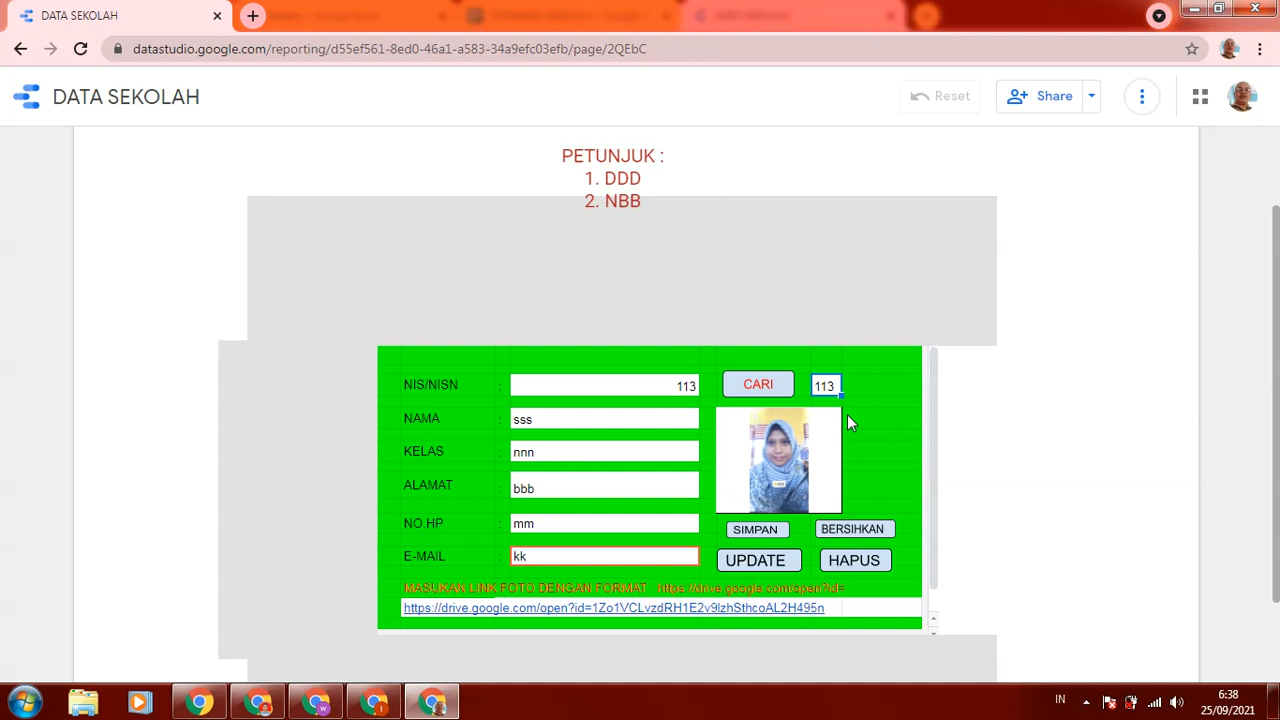 DATA SEKOLAH
datastudio.google.com/reporting/d55ef561-8ed0-46a1-a583-34a9efc03efb/page/2QEbC
DATA SEKOLAH
Reset
Share
PETUNJUK :
1. DDD
2. NBB
NIS/NISN : 113 CARI 113
NAMA : sss
KELAS : nnn
ALAMAT : bbb
NO HP : mm SIMPAN BERSIHKAN
E-MAIL : kk UPDATE HAPUS
MASUKAN LINK FOTO DENGAN FORMAT https://drive.google.com/open?id=
https://drive.google.com/open?id=1Zo1VCLvzdRH1E2v9lzhSthcoAL2H495n
IN
6:38
25/09/2021